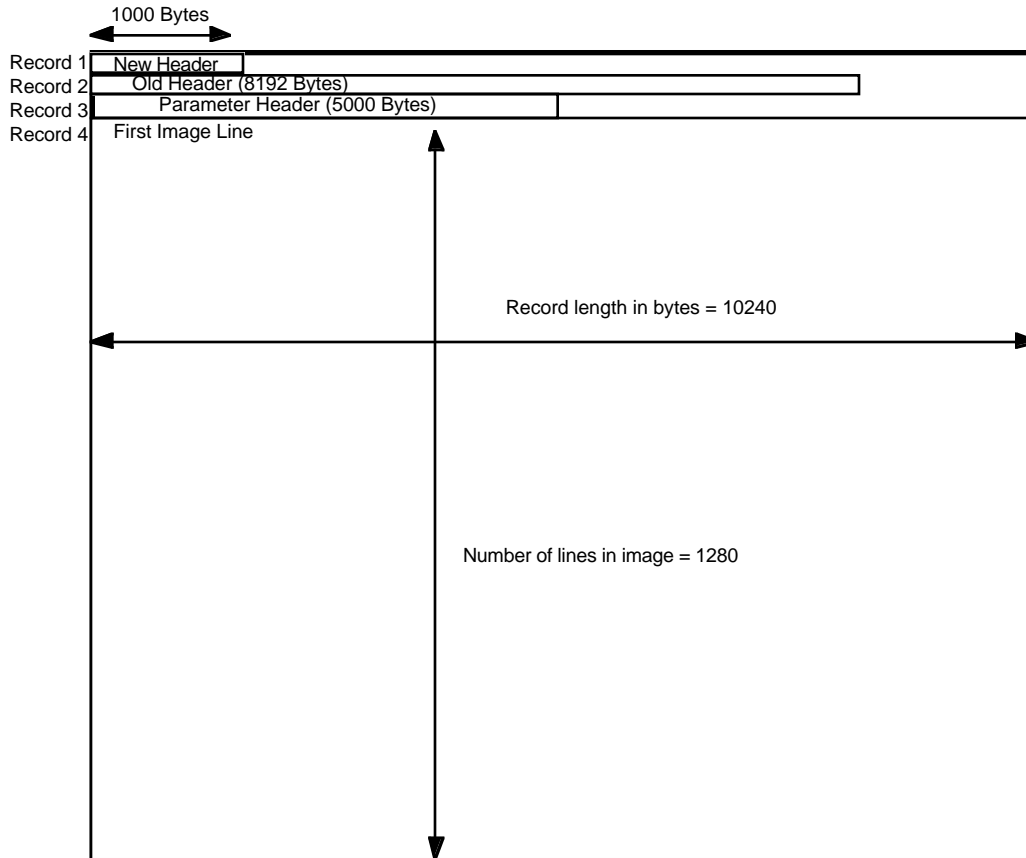 1000 Bytes
Record 1 New Header
Record 2 Old Header (8192 Bytes)
Record 3 Parameter Header (5000 Bytes)
Record 4 First Image Line
Record length in bytes = 10240
Number of lines in image = 1280